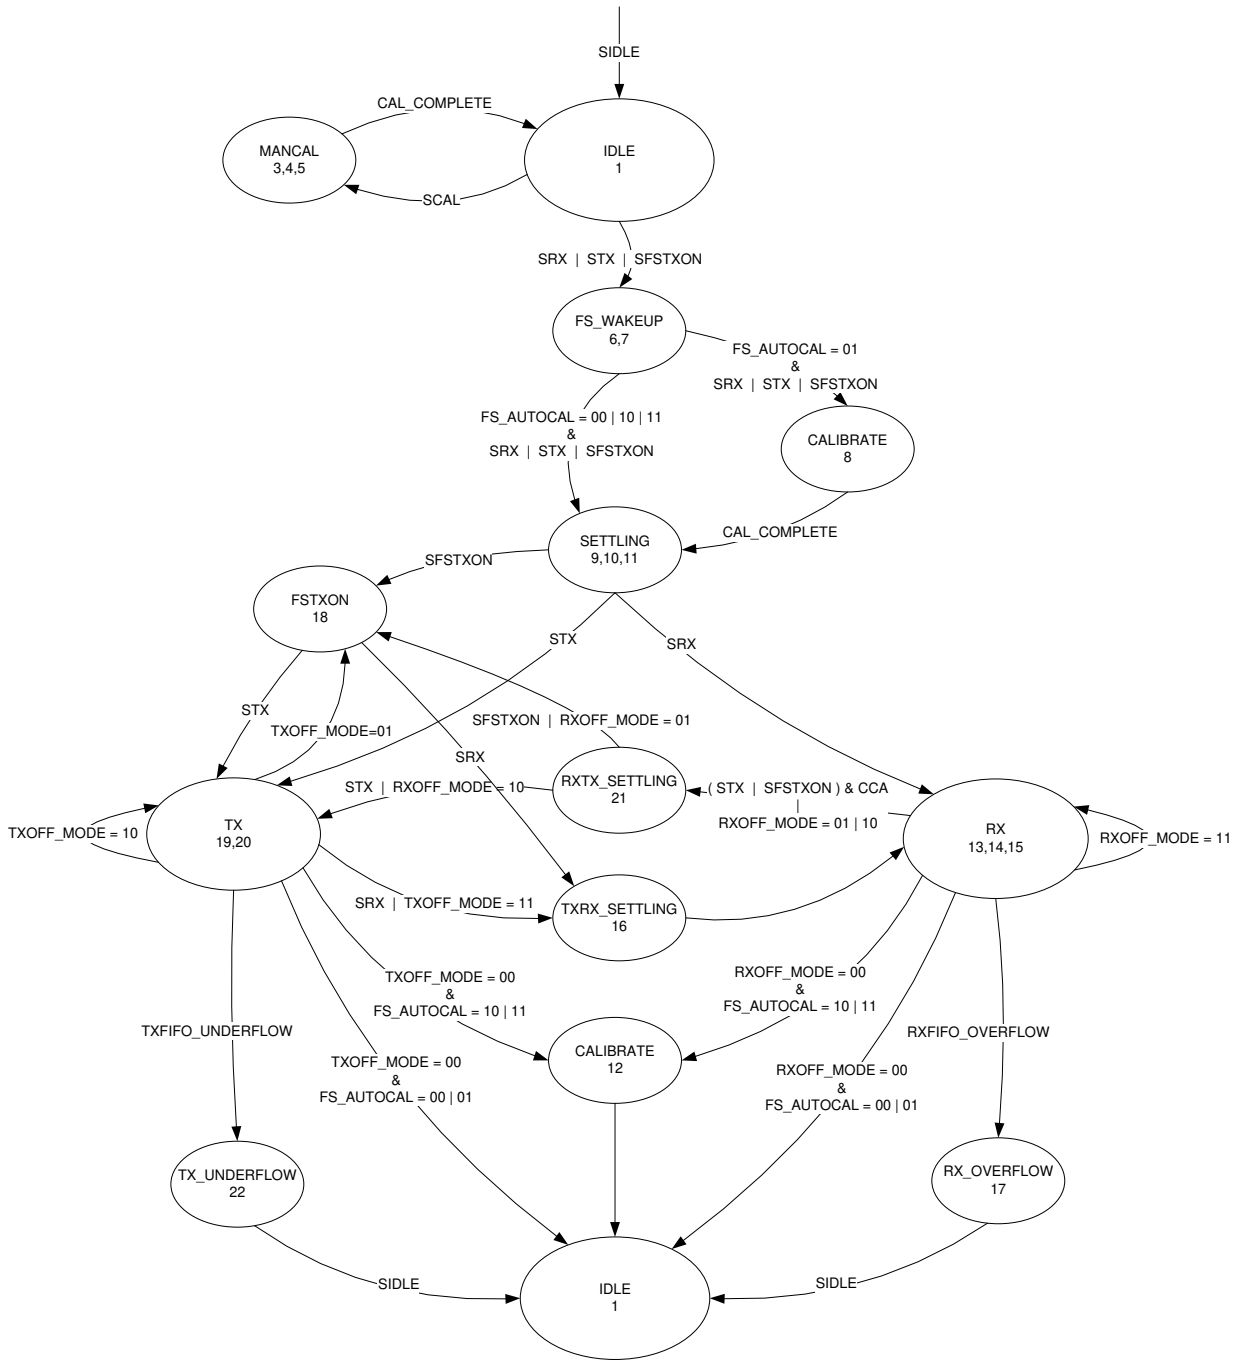 SIDLE
CAL_COMPLETE
MANCAL
3,4,5
IDLE
1
SCAL
SRX | STX | SFSTXON
FS_WAKEUP
6,7
FS_AUTOCAL = 01
&
SRX | STX | SFSTXON
FS_AUTOCAL = 00 | 10 | 11
&
SRX | STX | SFSTXON
CALIBRATE
8
CAL_COMPLETE
SETTLING
9,10,11
SFSTXON
FSTXON
18
STX
SRX
STX
TXOFF_MODE=01
SFSTXON | RXOFF_MODE = 01
SRX
RXTX_SETTLING
21
STX | RXOFF_MODE = 10
( STX | SFSTXON ) & CCA
|
RXOFF_MODE = 01 | 10
TXOFF_MODE = 10
TX
19,20
RX
13,14,15
RXOFF_MODE = 11
SRX | TXOFF_MODE = 11
TXRX_SETTLING
16
TXOFF_MODE = 00
&
FS_AUTOCAL = 10 | 11
RXOFF_MODE = 00
&
FS_AUTOCAL = 10 | 11
TXFIFO_UNDERFLOW
RXFIFO_OVERFLOW
CALIBRATE
12
TXOFF_MODE = 00
&
FS_AUTOCAL = 00 | 01
RXOFF_MODE = 00
&
FS_AUTOCAL = 00 | 01
TX_UNDERFLOW
22
RX_OVERFLOW
17
SIDLE
SIDLE
IDLE
1